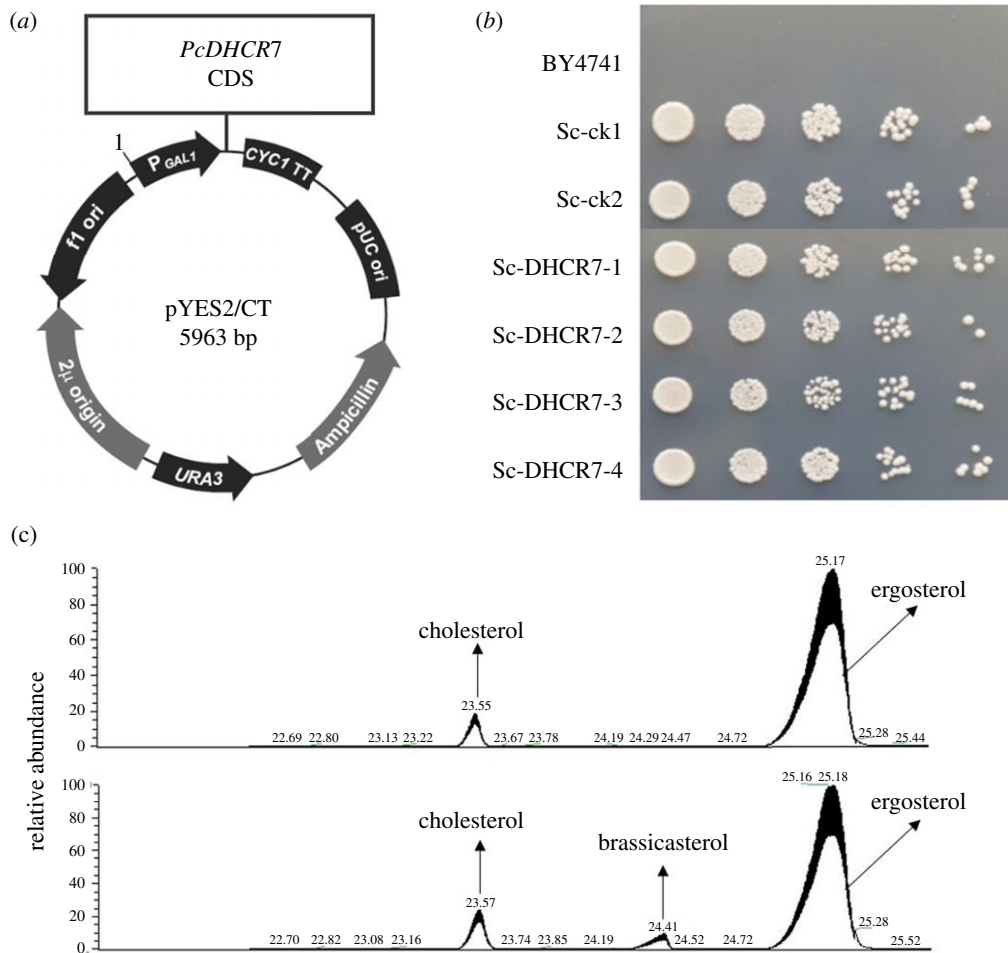 (a)
PcDHCR7
CDS
1
P GAL1
CYC1 TT
pUC ori
Ampicillin
URA3
2μ origin
f1 ori
pYES2/CT
5963 bp
(b)
BY4741
Sc-ck1
Sc-ck2
Sc-DHCR7-1
Sc-DHCR7-2
Sc-DHCR7-3
Sc-DHCR7-4
(c)
relative abundance
100
80
60
40
20
0
cholesterol
ergosterol
25.17
23.55
22.69 22.80 23.13 23.22 23.67 23.78 24.19 24.29 24.47 24.72 25.28 25.44
100
80
60
40
20
0
cholesterol
brassicasterol
ergosterol
25.16 25.18
23.57
24.41
22.70 22.82 23.08 23.16 23.74 23.85 24.19 24.52 24.72 25.28 25.52